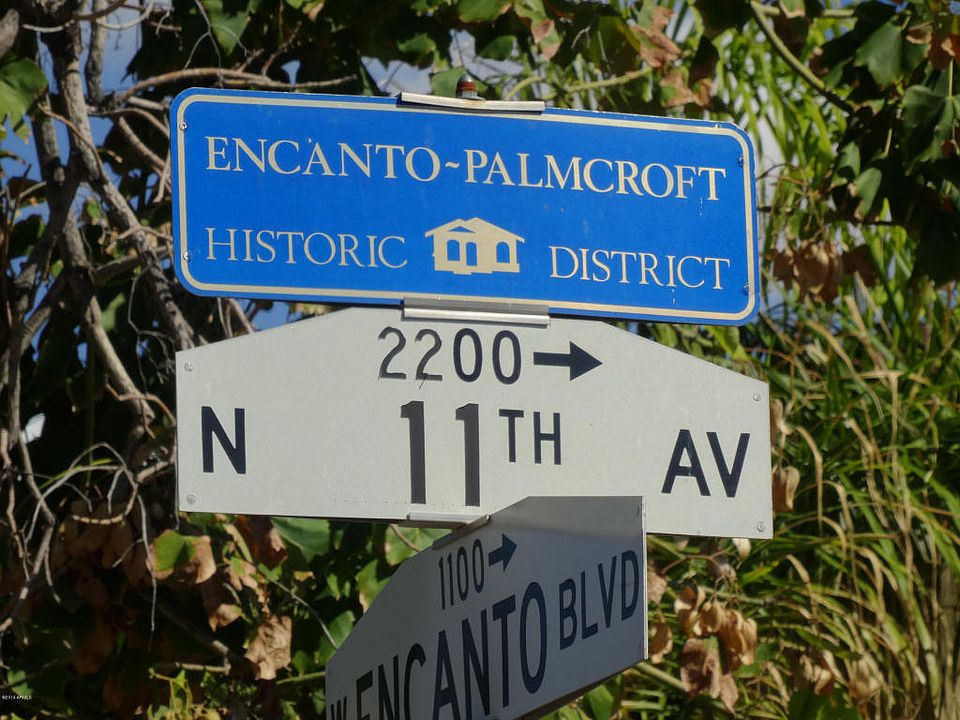 ENCANTO~PALMCROFT
HISTORIC DISTRICT
2200 →
N 11TH AV
1100 →
W ENCANTO BLVD